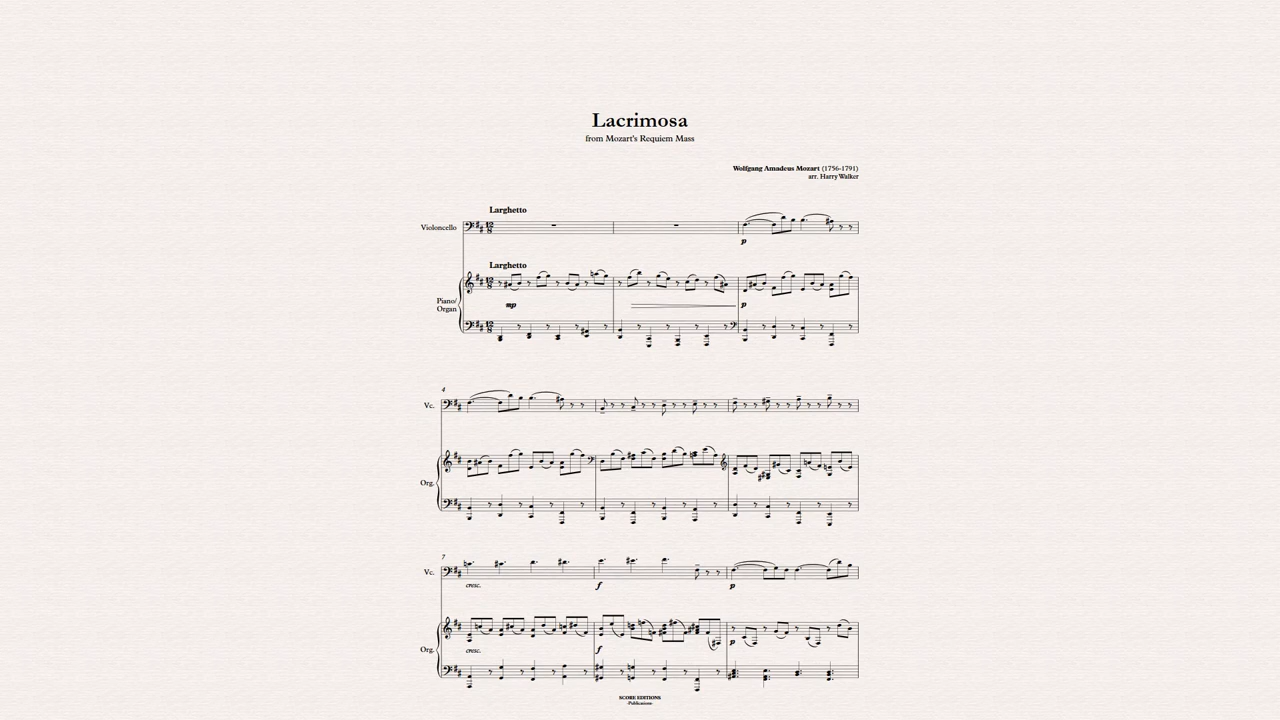 Lacrimosa
from Mozart's Requiem Mass
Wolfgang Amadeus Mozart (1756-1791)
arr. Harry Walker
Larghetto
Violoncello
p
Larghetto
Piano/
Organ
mp
p
4
Vc.
Org.
7
Vc.
cresc.
f
p
Org.
cresc.
f
p
SCORE EDITIONS
-Publications-